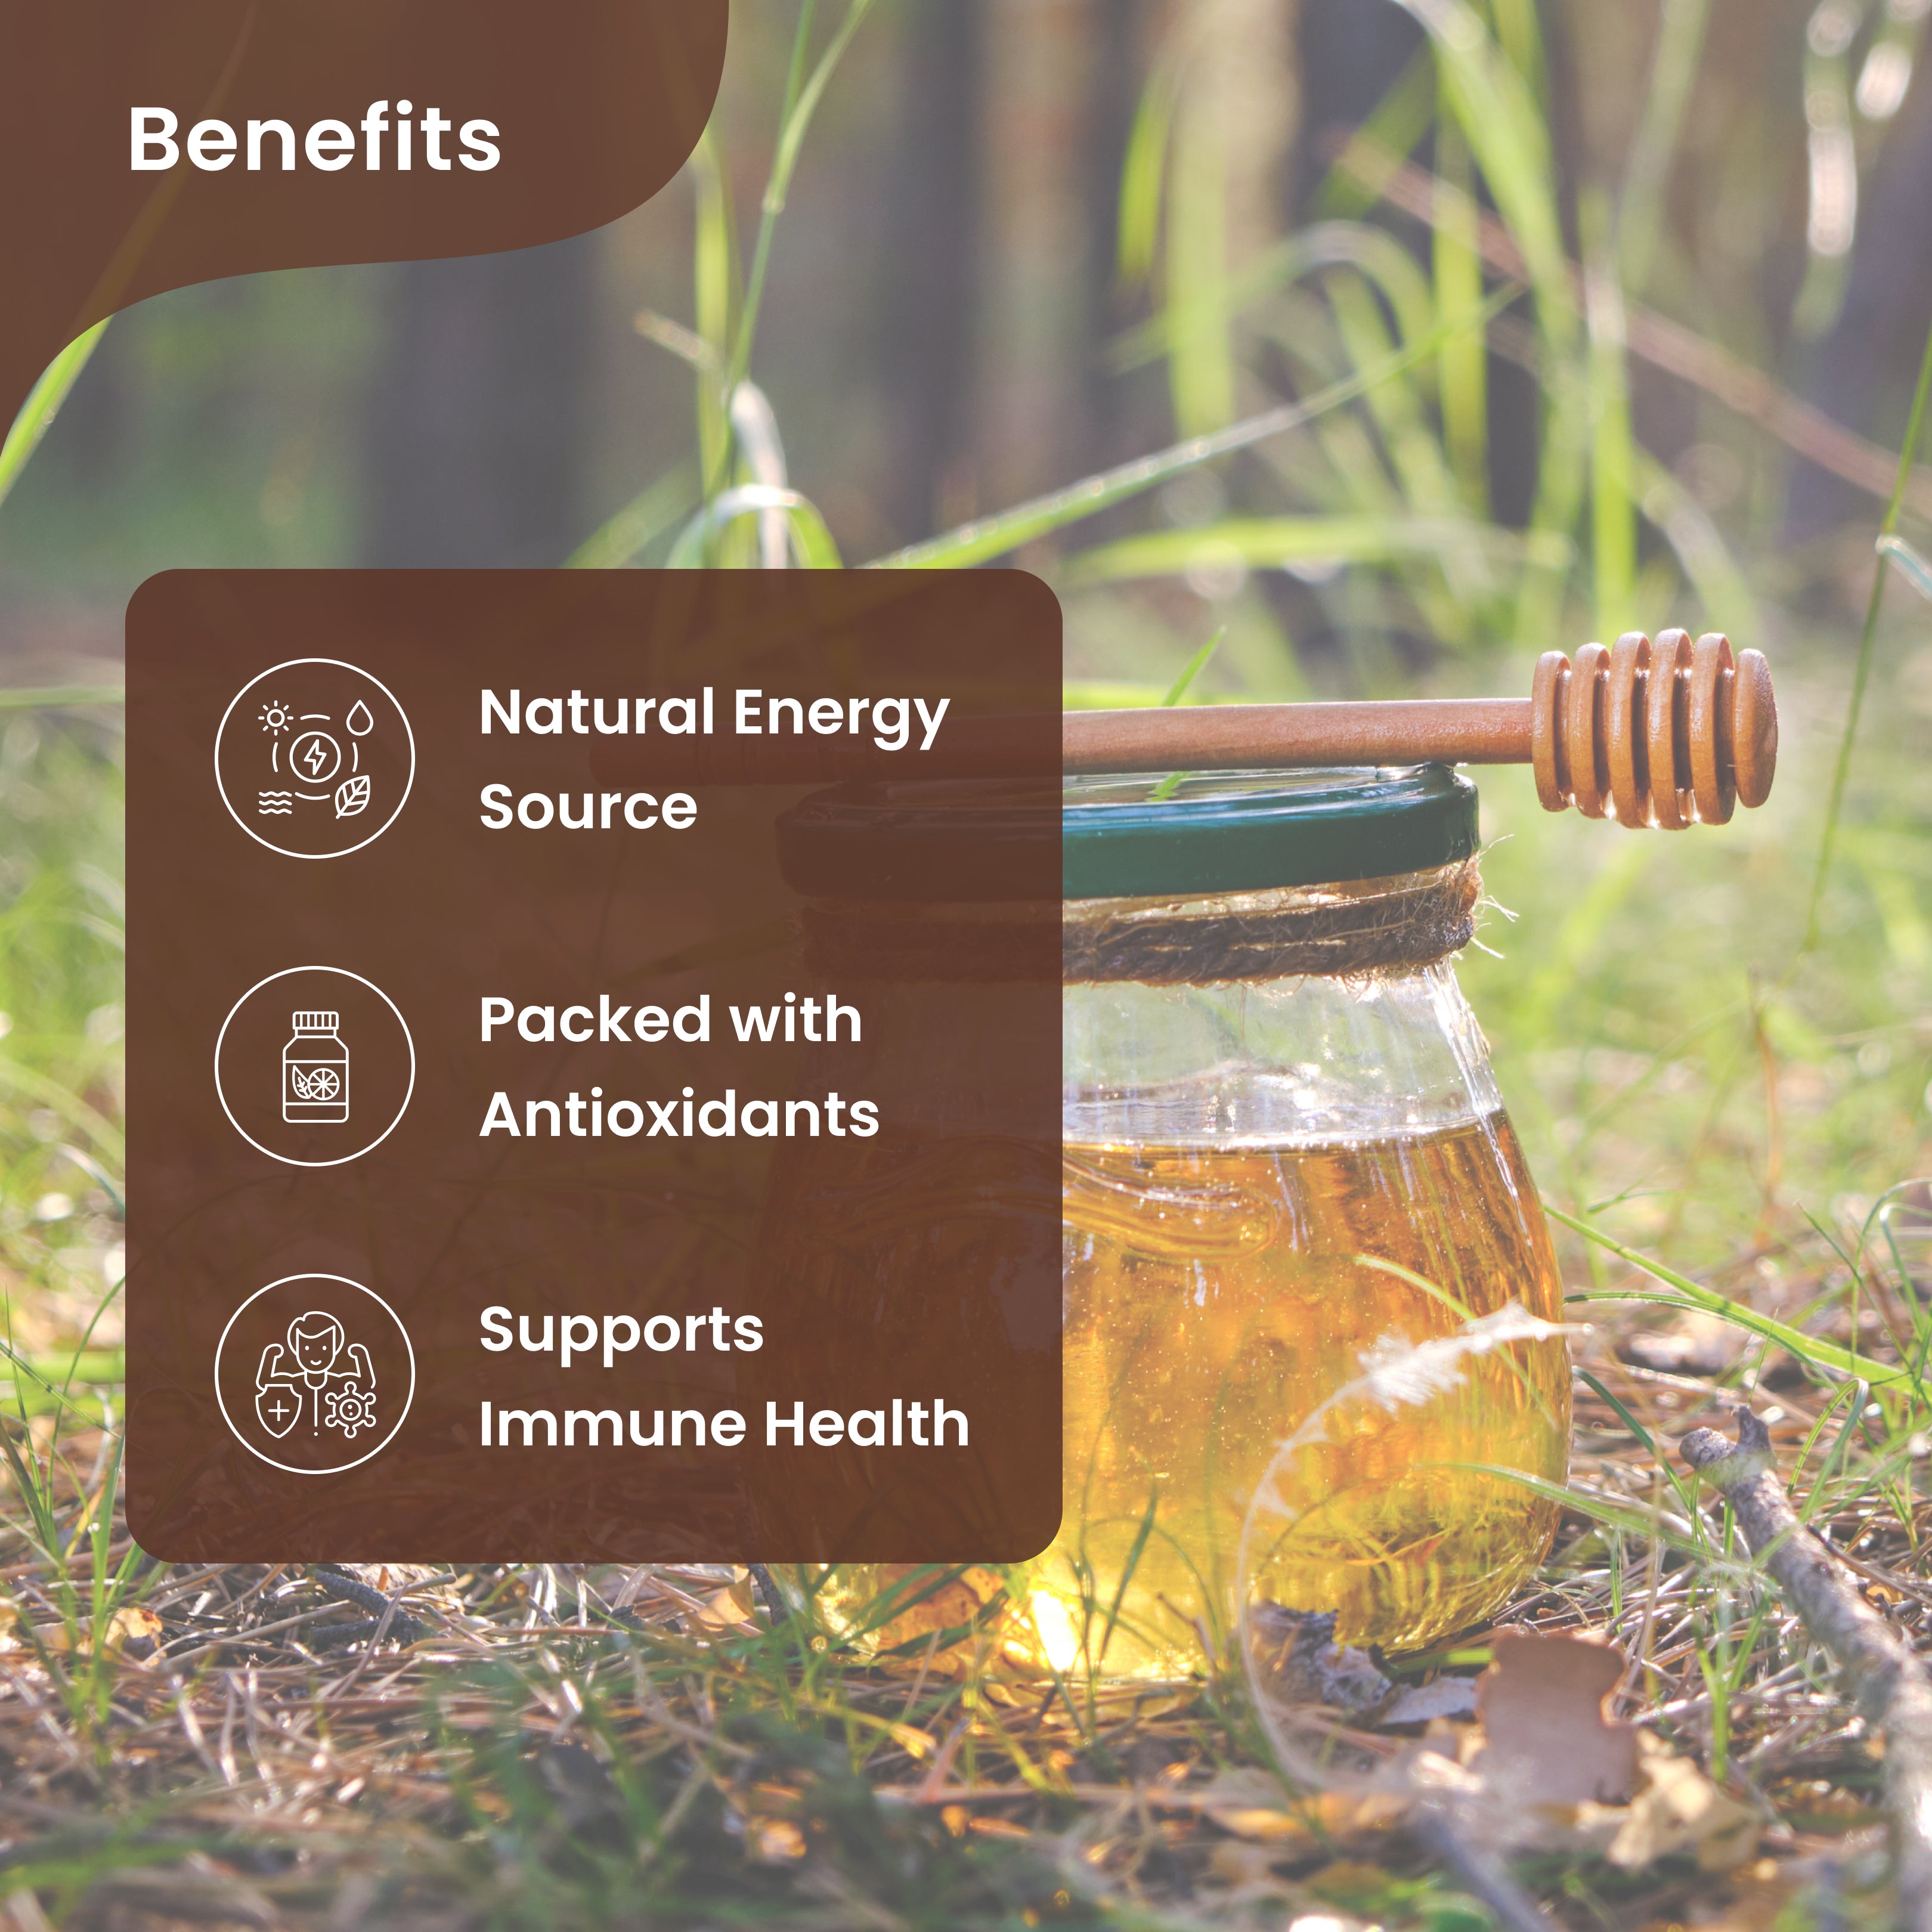 Benefits
Natural Energy
Source
Packed with
Antioxidants
Supports
Immune Health